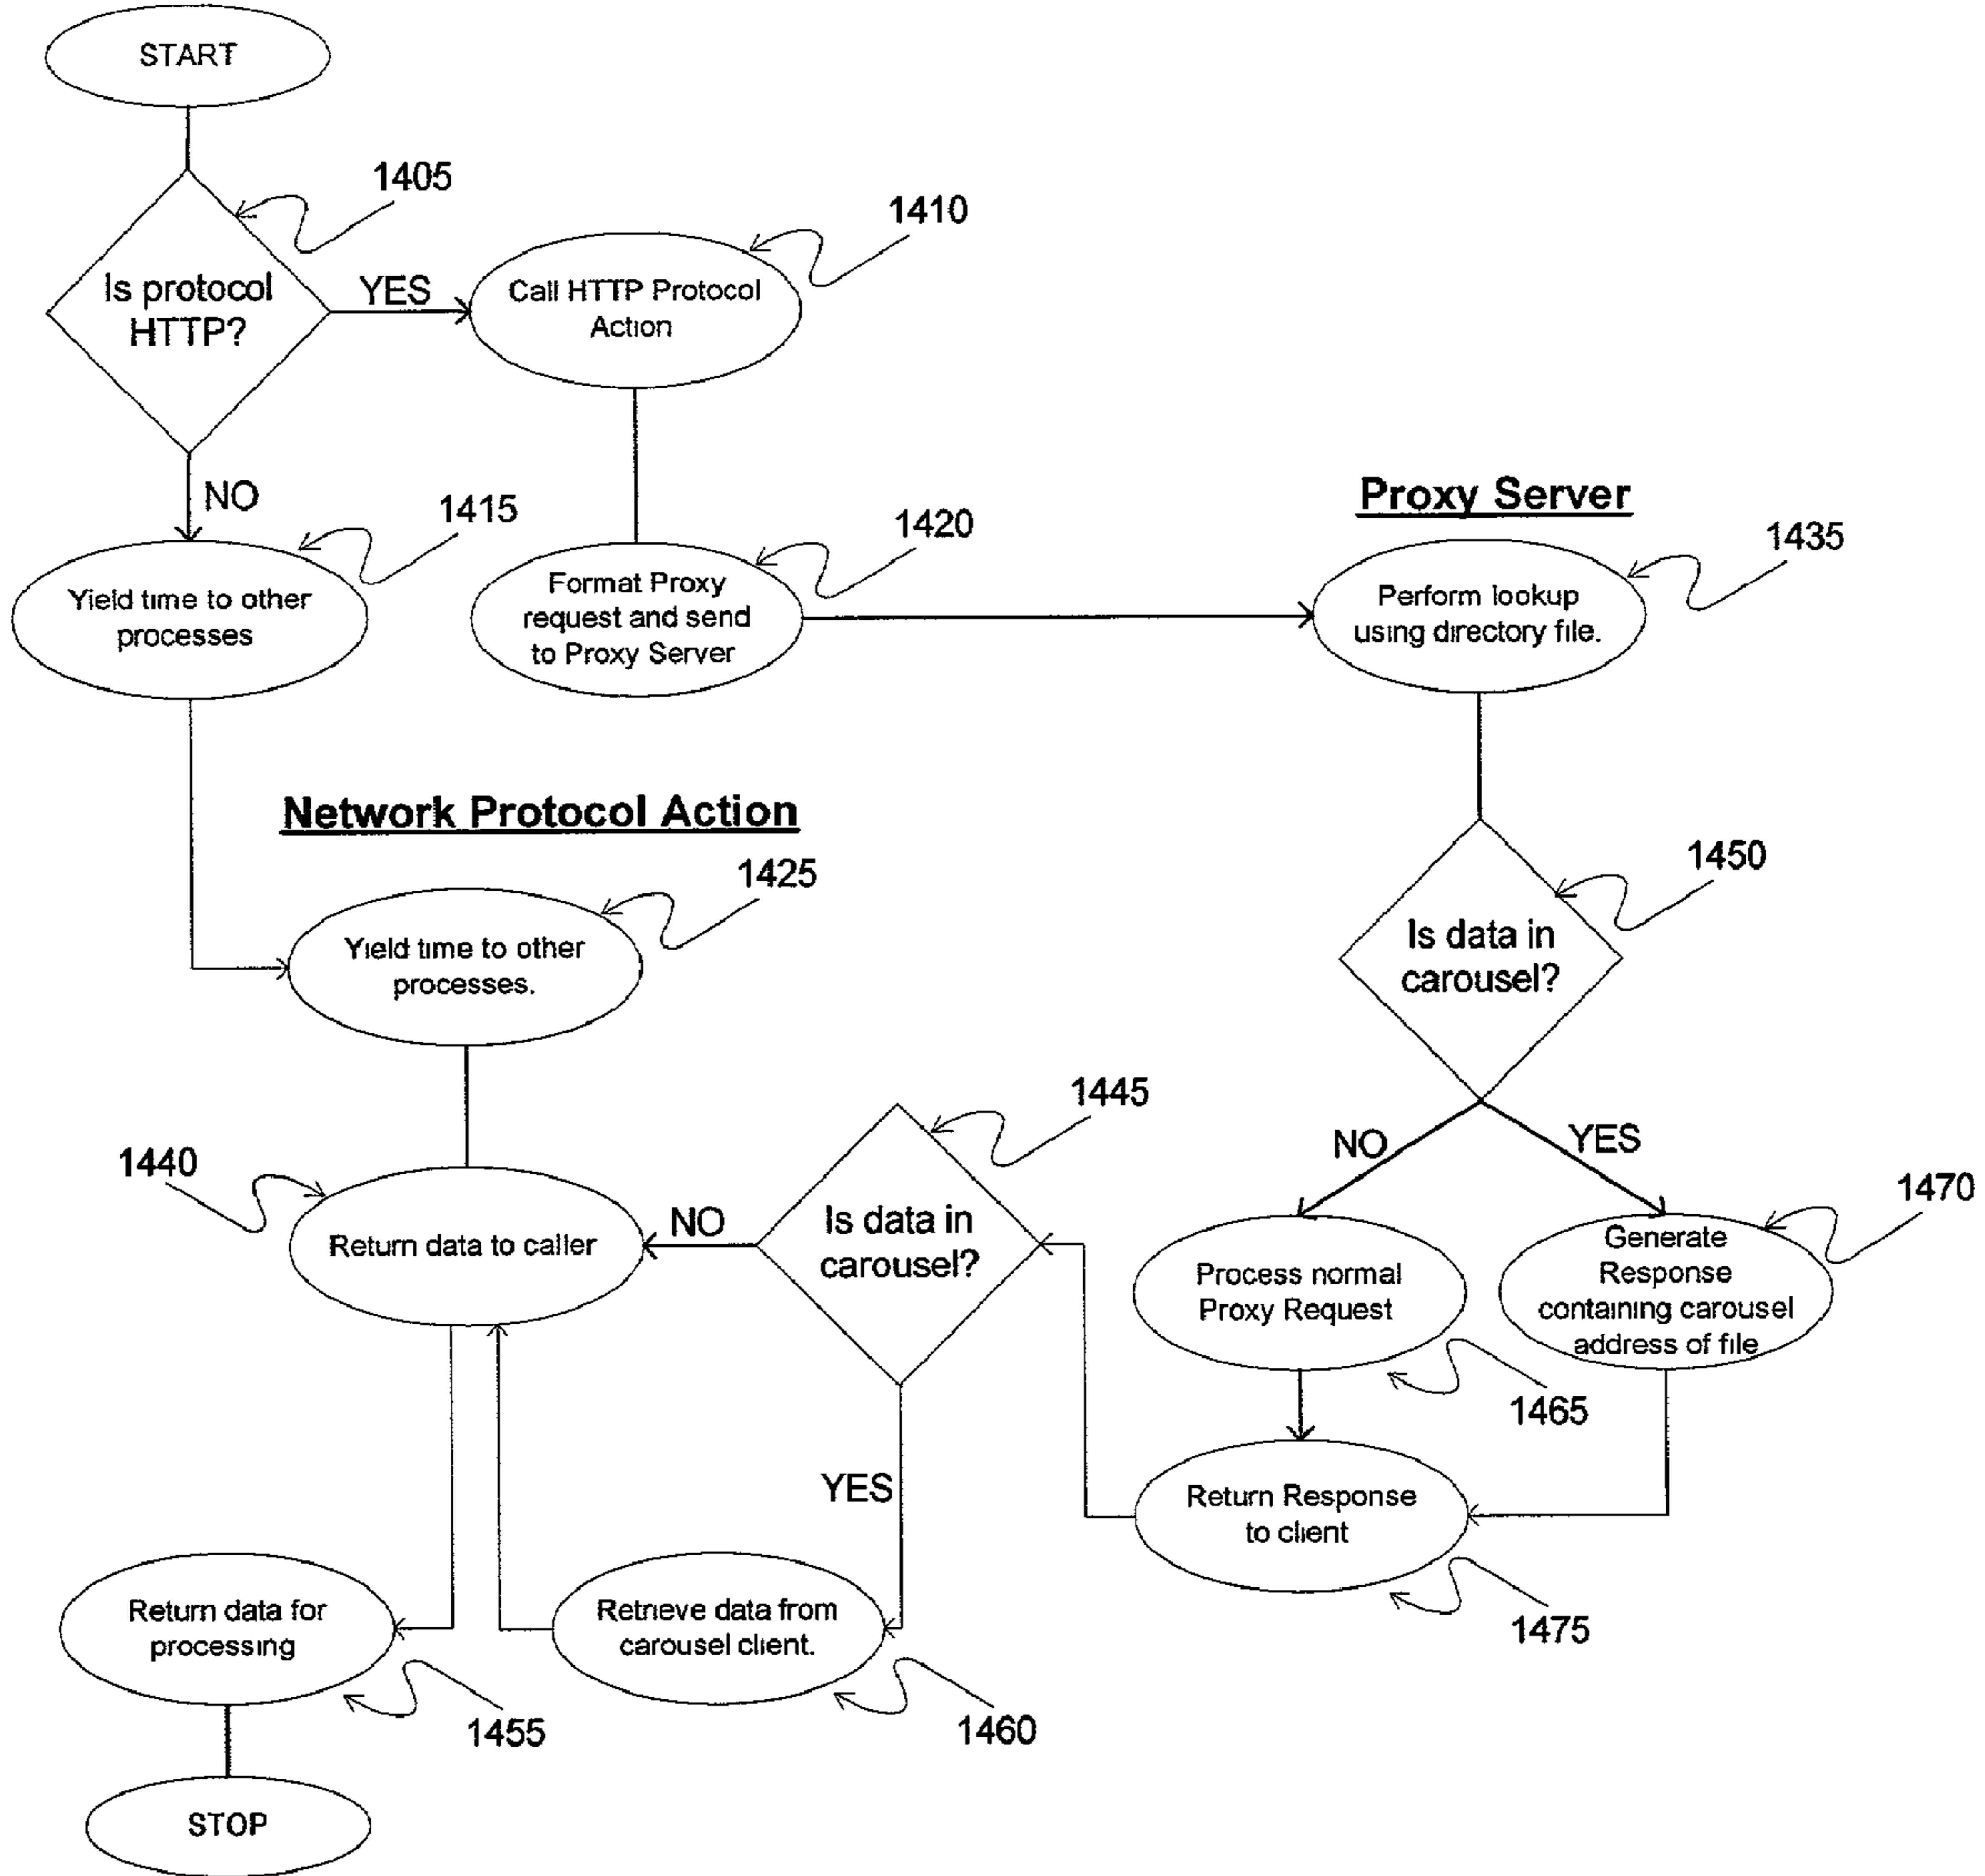 START
1405
1410
Is protocol
HTTP?
YES
Call HTTP Protocol
Action
NO
1415
1420
Proxy Server
1435
Yield time to other
processes
Format Proxy
request and send
to Proxy Server
Perform lookup
using directory file.
Network Protocol Action
1425
1450
Yield time to other
processes.
Is data in
carousel?
1445
1440
NO
YES
1470
Return data to caller
NO
Is data in
carousel?
Process normal
Proxy Request
Generate
Response
containing carousel
address of file
1465
YES
Return Response
to client
Return data for
processing
Retrieve data from
carousel client.
1475
1455
1460
STOP